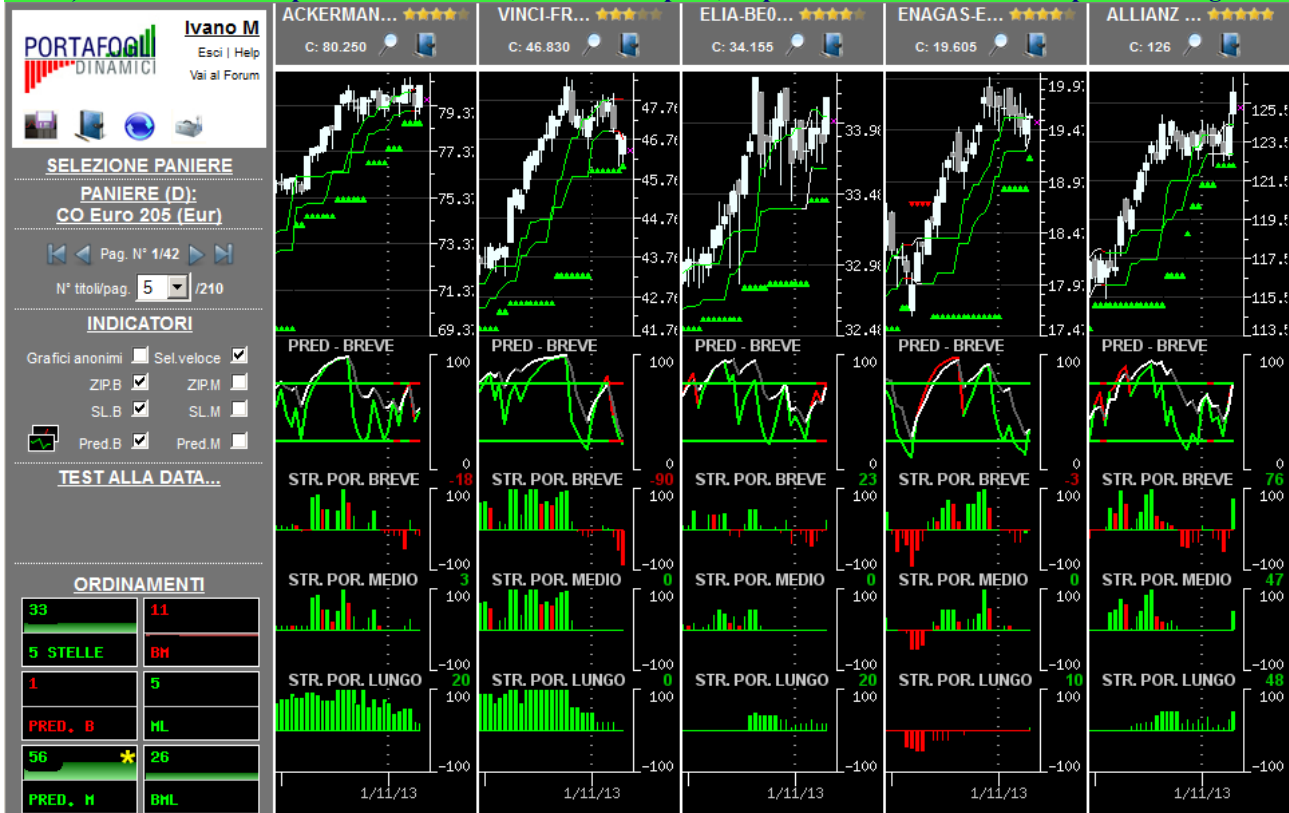 PORTAFOGLI
DINAMICI
Ivano M
Esci | Help
Vai al Forum
SELEZIONE PANIERE
PANIERE (D):
CO Euro 205 (Eur)
Pag. N° 1/42
N° titoli/pag. 5 /210
INDICATORI
Grafici anonimi Sel.veloce
ZIP.B ZIP.M
SL.B SL.M
Pred.B Pred.M
TEST ALLA DATA...
ORDINAMENTI
33 11
5 STELLE BM
1 5
PRED. B ML
56 26
PRED. M BML
ACKERMAN... VINCI-FR... ELIA-BE0... ENAGAS-E... ALLIANZ ...
C: 80.250 C: 46.830 C: 34.155 C: 19.605 C: 126
79.3
77.3
75.3
73.3
71.3
69.3
47.76
46.76
45.76
44.76
43.76
42.76
41.76
33.98
33.48
32.98
32.48
19.97
19.47
18.97
18.47
17.97
17.47
125.5
123.5
121.5
119.5
117.5
115.5
113.5
PRED - BREVE PRED - BREVE PRED - BREVE PRED - BREVE PRED - BREVE
100 100 100 100 100
0 0 0 0 0
STR. POR. BREVE -18 STR. POR. BREVE -90 STR. POR. BREVE 23 STR. POR. BREVE -3 STR. POR. BREVE 76
100 100 100 100 100
-100 -100 -100 -100 -100
STR. POR. MEDIO 3 STR. POR. MEDIO 0 STR. POR. MEDIO 0 STR. POR. MEDIO 0 STR. POR. MEDIO 47
100 100 100 100 100
-100 -100 -100 -100 -100
STR. POR. LUNGO 20 STR. POR. LUNGO 0 STR. POR. LUNGO 20 STR. POR. LUNGO 10 STR. POR. LUNGO 48
100 100 100 100 100
-100 -100 -100 -100 -100
1/11/13 1/11/13 1/11/13 1/11/13 1/11/13